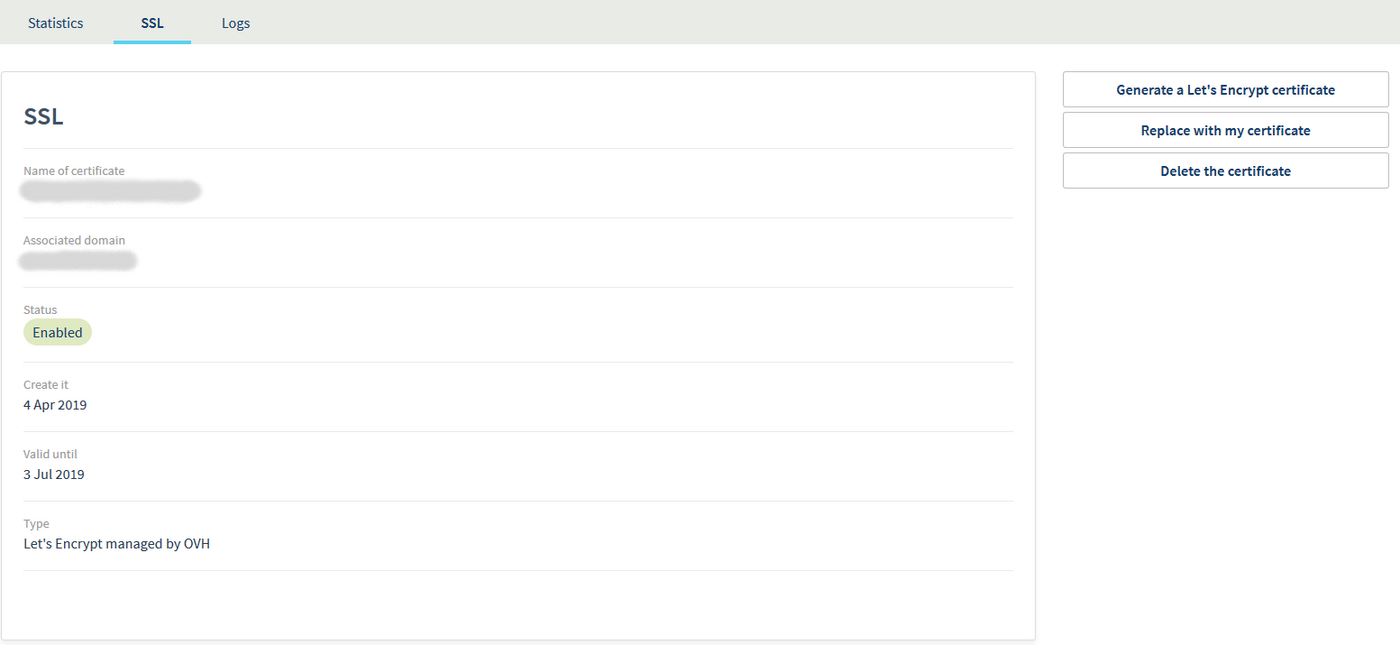 Statistics
SSL
Logs
SSL
Name of certificate
Associated domain
Status
Enabled
Create it
4 Apr 2019
Valid until
3 Jul 2019
Type
Let's Encrypt managed by OVH
Generate a Let's Encrypt certificate
Replace with my certificate
Delete the certificate